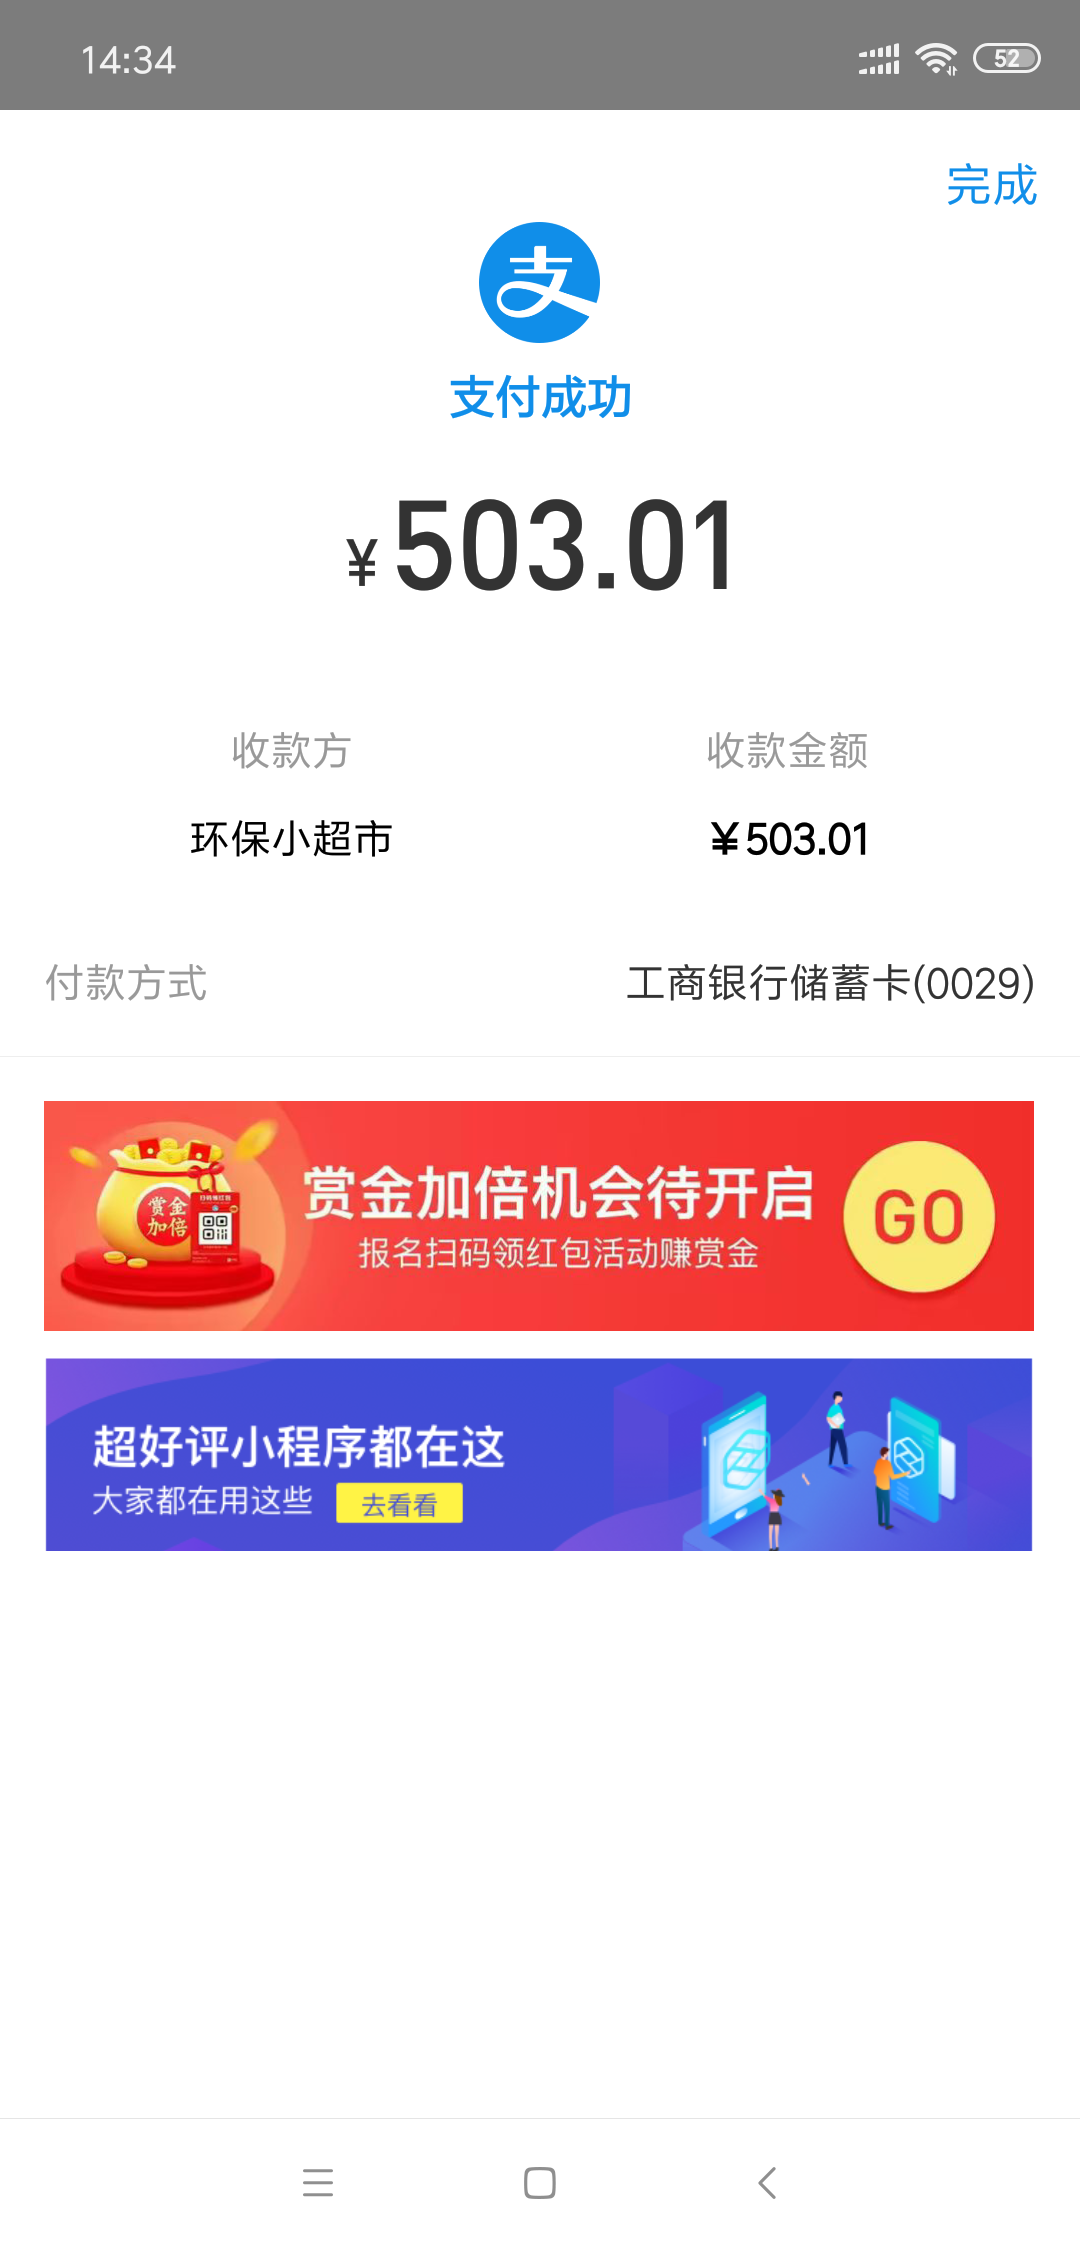 14:34
52
完成
支
支付成功
¥503.01
收款方 收款金额
环保小超市 ¥503.01
付款方式 工商银行储蓄卡(0029)
赏金加倍机会待开启
报名扫码领红包活动赚赏金
GO
赏金
加倍
超好评小程序都在这
大家都在用这些 去看看